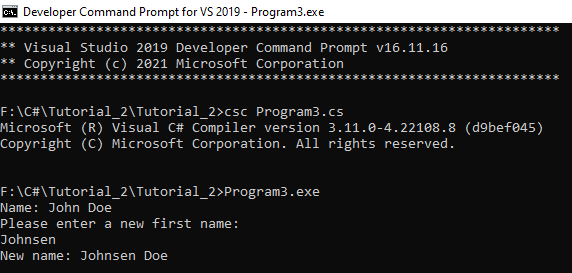 Developer Command Prompt for VS 2019 - Program3.exe
**********************************************************************
** Visual Studio 2019 Developer Command Prompt v16.11.16
** Copyright (c) 2021 Microsoft Corporation
**********************************************************************
F:\C#\Tutorial_2\Tutorial_2>csc Program3.cs
Microsoft (R) Visual C# Compiler version 3.11.0-4.22108.8 (d9bef045)
Copyright (C) Microsoft Corporation. All rights reserved.
F:\C#\Tutorial_2\Tutorial_2>Program3.exe
Name: John Doe
Please enter a new first name:
Johnsen
New name: Johnsen Doe